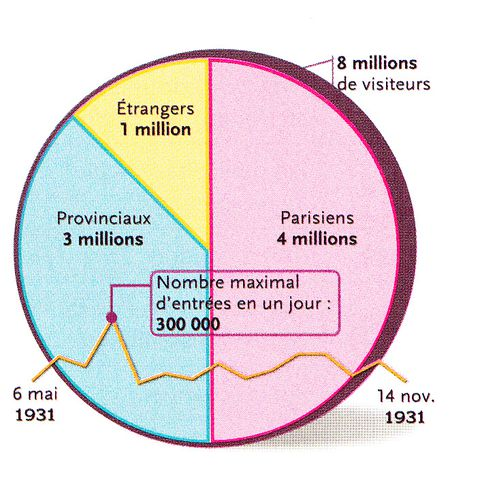 8 millions
de visiteurs
Étrangers
1 million
Provinciaux
3 millions
Parisiens
4 millions
Nombre maximal
d'entrées en un jour :
300 000
6 mai
1931
14 nov.
1931